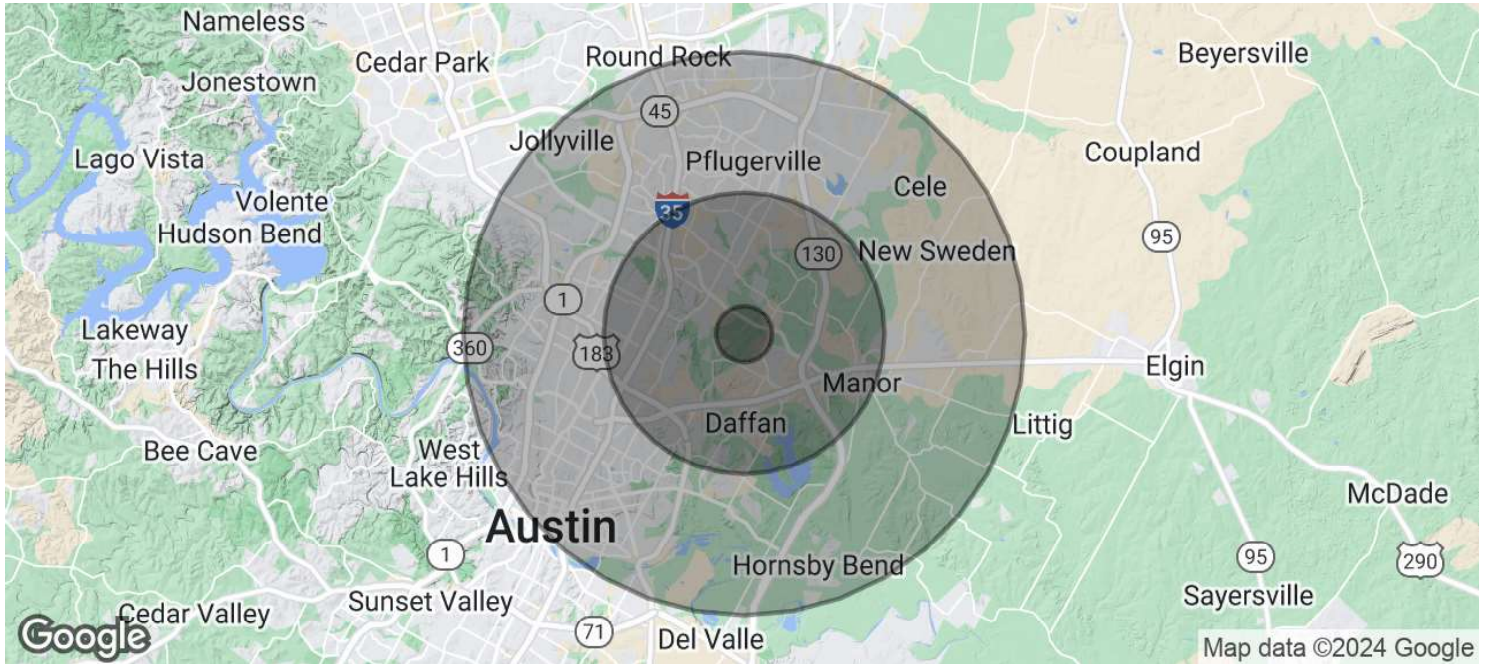 Nameless
Cedar Park
Round Rock
Beyersville
Jonestown
45
Jollyville
Lago Vista
Pflugerville
Coupland
Cele
Volente
35
Hudson Bend
95
130
New Sweden
1
Lakeway
360
183
The Hills
Elgin
Manor
Daffan
Littig
Bee Cave
West
Lake Hills
McDade
Austin
1
Hornsby Bend
95
290
Sunset Valley
Sayersville
Cedar Valley
71
Del Valle
Google
Map data ©2024 Google